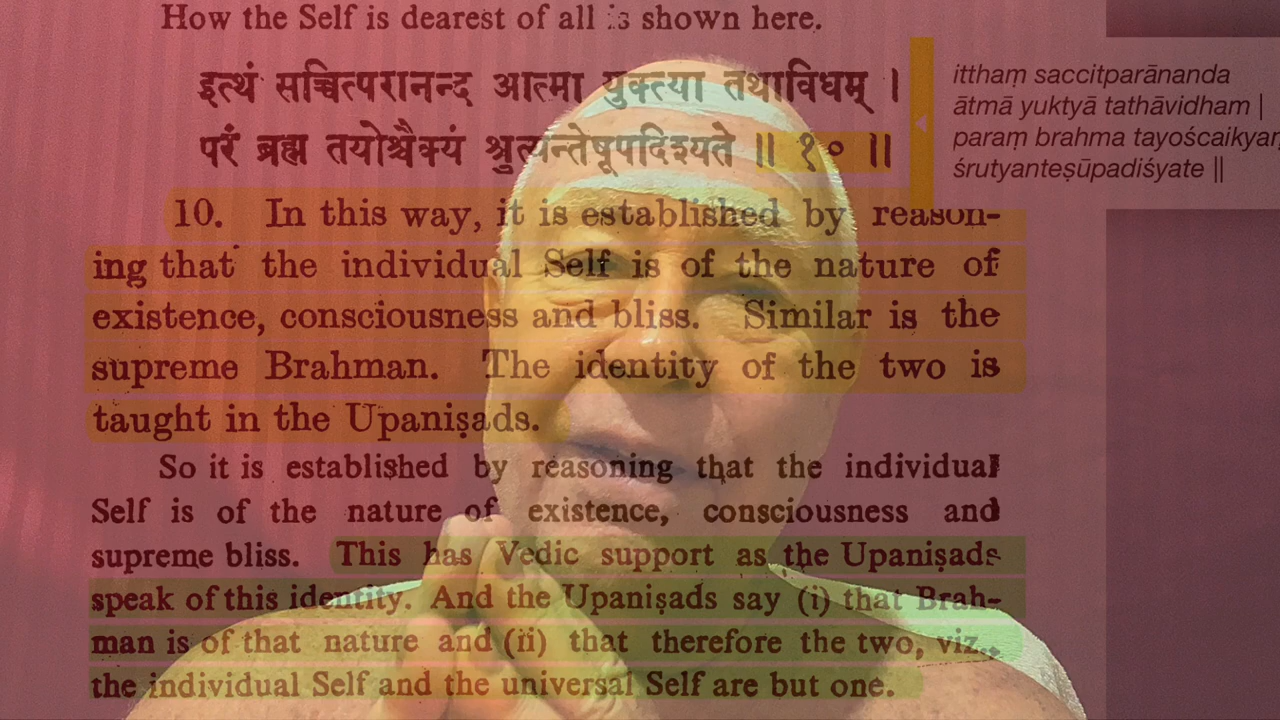 How the Self is dearest of all is shown here.
इत्थं सच्चित्परानन्द आत्मा युक्त्या तथाविधम् ।
परं ब्रह्म तयोश्चैक्यं श्रुत्यन्तेषूपदिश्यते ॥ १० ॥
ittham saccitparānanda
ātmā yuktyā tathāvidham |
paraṃ brahma tayościakyaṃ
śrutyanteṣūpadiśyate ||
10. In this way, it is established by reason-
ing that the individual Self is of the nature of
existence, consciousness and bliss. Similar is the
supreme Brahman. The identity of the two is
taught in the Upaniṣads.
So it is established by reasoning that the individual
Self is of the nature of existence, consciousness and
supreme bliss. This has Vedic support as the Upaniṣads
speak of this identity. And the Upaniṣads say (i) that Brah-
man is of that nature and (ii) that therefore the two, viz.,
the individual Self and the universal Self are but one.